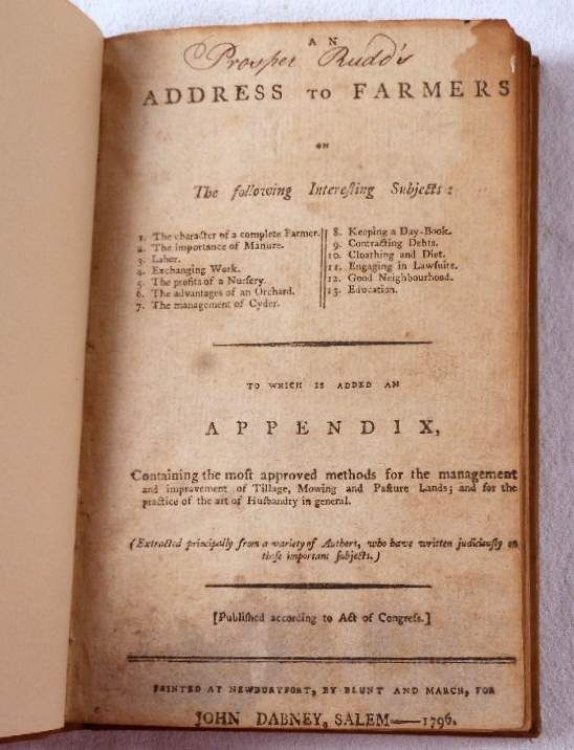 AN
Prosper Rudd's
ADDRESS TO FARMERS
ON
The following Interesting Subjects:
1. The character of a complete Farmer.
2. The importance of Manure.
3. Labor.
4. Exchanging Work.
5. The profits of a Nursery.
6. The advantages of an Orchard.
7. The management of Cyder.
8. Keeping a Day-Book.
9. Contracting Debts.
10. Cloathing and Diet.
11. Engaging in Lawsuits.
12. Good Neighbourhood.
13. Education.
TO WHICH IS ADDED AN
APPENDIX,
Containing the most approved methods for the management
and improvement of Tillage, Mowing and Pasture Lands; and for the
practice of the art of Husbandry in general.
(Extracted principally from a variety of Authors, who have written judiciously on
these important subjects.)
[Published according to Act of Congress.]
PRINTED AT NEWBURYPORT, BY BLUNT AND MARCH, FOR
JOHN DABNEY, SALEM—1796.